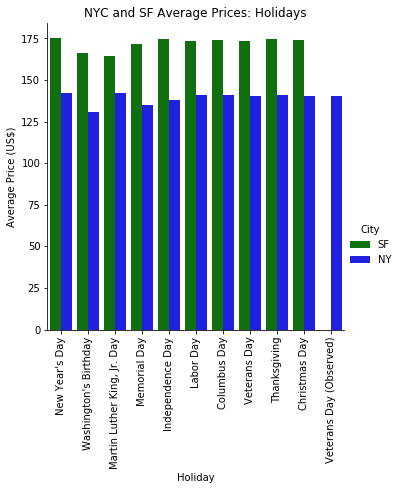 NYC and SF Average Prices: Holidays
Average Price (US$)
175
150
125
100
75
50
25
0
City
SF
NY
New Year's Day
Washington's Birthday
Martin Luther King, Jr. Day
Memorial Day
Independence Day
Labor Day
Columbus Day
Veterans Day
Thanksgiving
Christmas Day
Veterans Day (Observed)
Holiday